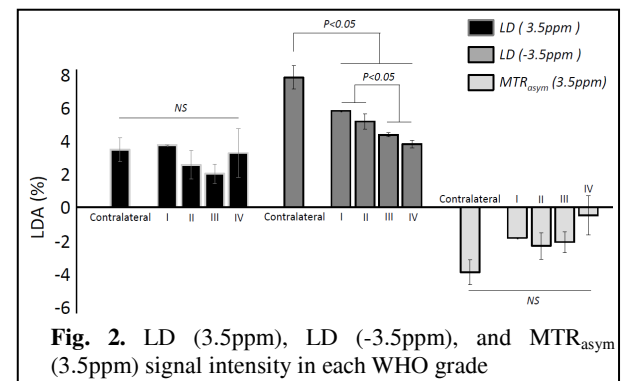 P<0.05
LD ( 3.5ppm )
LD (-3.5ppm )
MTRasym (3.5ppm)
P<0.05
NS
LDA (%)
8
6
4
2
0
-2
-4
-6
Contralateral I II III IV
Contralateral I II III IV
Contralateral I II III IV
NS
Fig. 2. LD (3.5ppm), LD (-3.5ppm), and MTRasym
(3.5ppm) signal intensity in each WHO grade